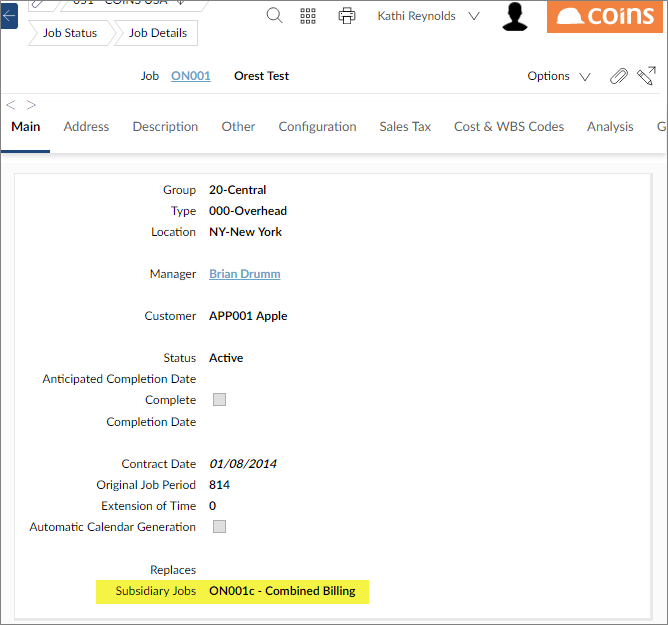 051 - COINS USA
Kathi Reynolds
coins
Job Status Job Details
Job ON001 Orest Test
Options
< >
Main Address Description Other Configuration Sales Tax Cost & WBS Codes Analysis G
Group 20-Central
Type 000-Overhead
Location NY-New York
Manager Brian Drumm
Customer APP001 Apple
Status Active
Anticipated Completion Date
Complete
Completion Date
Contract Date 01/08/2014
Original Job Period 814
Extension of Time 0
Automatic Calendar Generation
Replaces
Subsidiary Jobs ON001c - Combined Billing